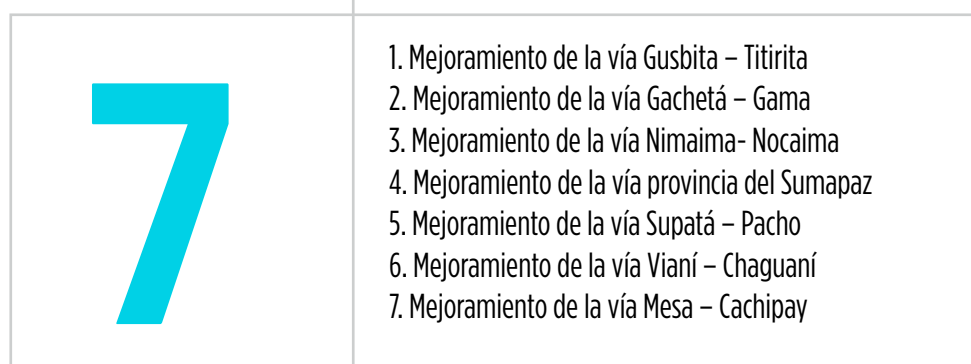 7
1. Mejoramiento de la vía Gusbita – Titirita
2. Mejoramiento de la vía Gachetá – Gama
3. Mejoramiento de la vía Nimaima- Nocaima
4. Mejoramiento de la vía provincia del Sumapaz
5. Mejoramiento de la vía Supatá – Pacho
6. Mejoramiento de la vía Vianí – Chaguaní
7. Mejoramiento de la vía Mesa – Cachipay